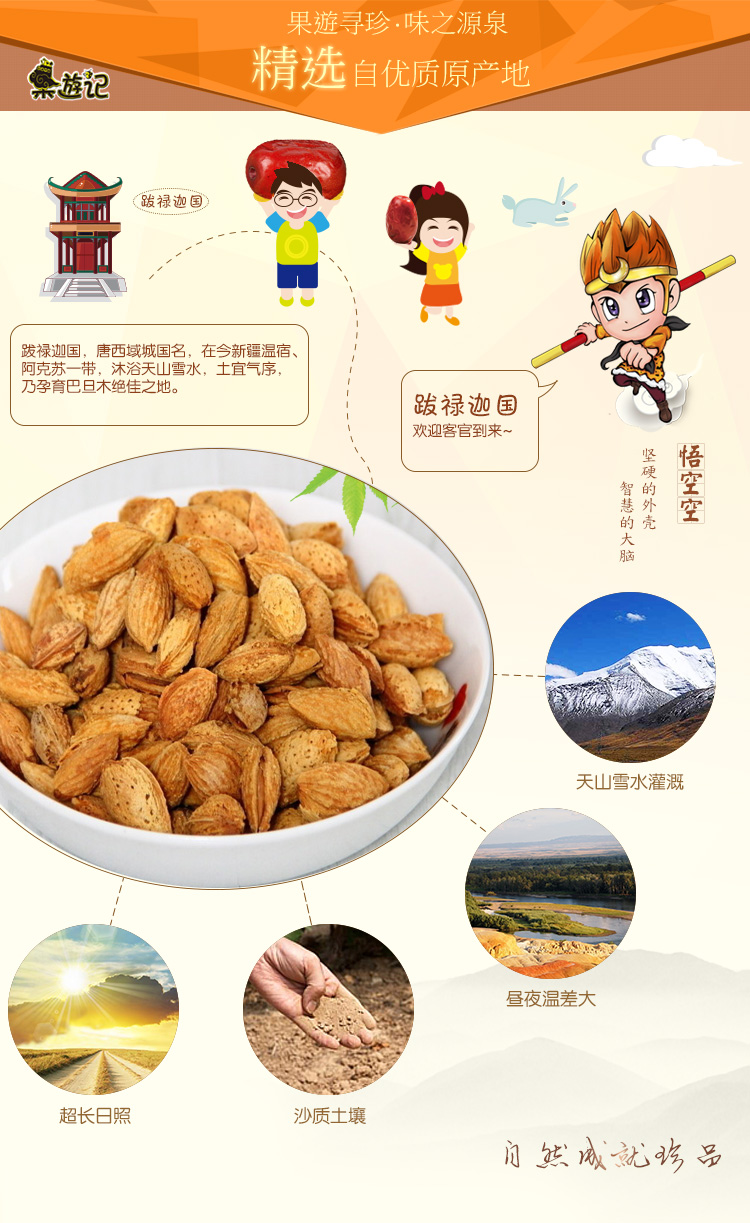 果遊寻珍·味之源泉
精选自优质原产地
果遊记
跋禄迦国
跋禄迦国，唐西域城国名，在今新疆温宿、
阿克苏一带，沐浴天山雪水，土宜气序，
乃孕育巴旦木绝佳之地。
跋禄迦国
欢迎客官到来~
悟空空
坚硬的外壳
智慧的大脑
天山雪水灌溉
昼夜温差大
超长日照
沙质土壤
自然成就珍品